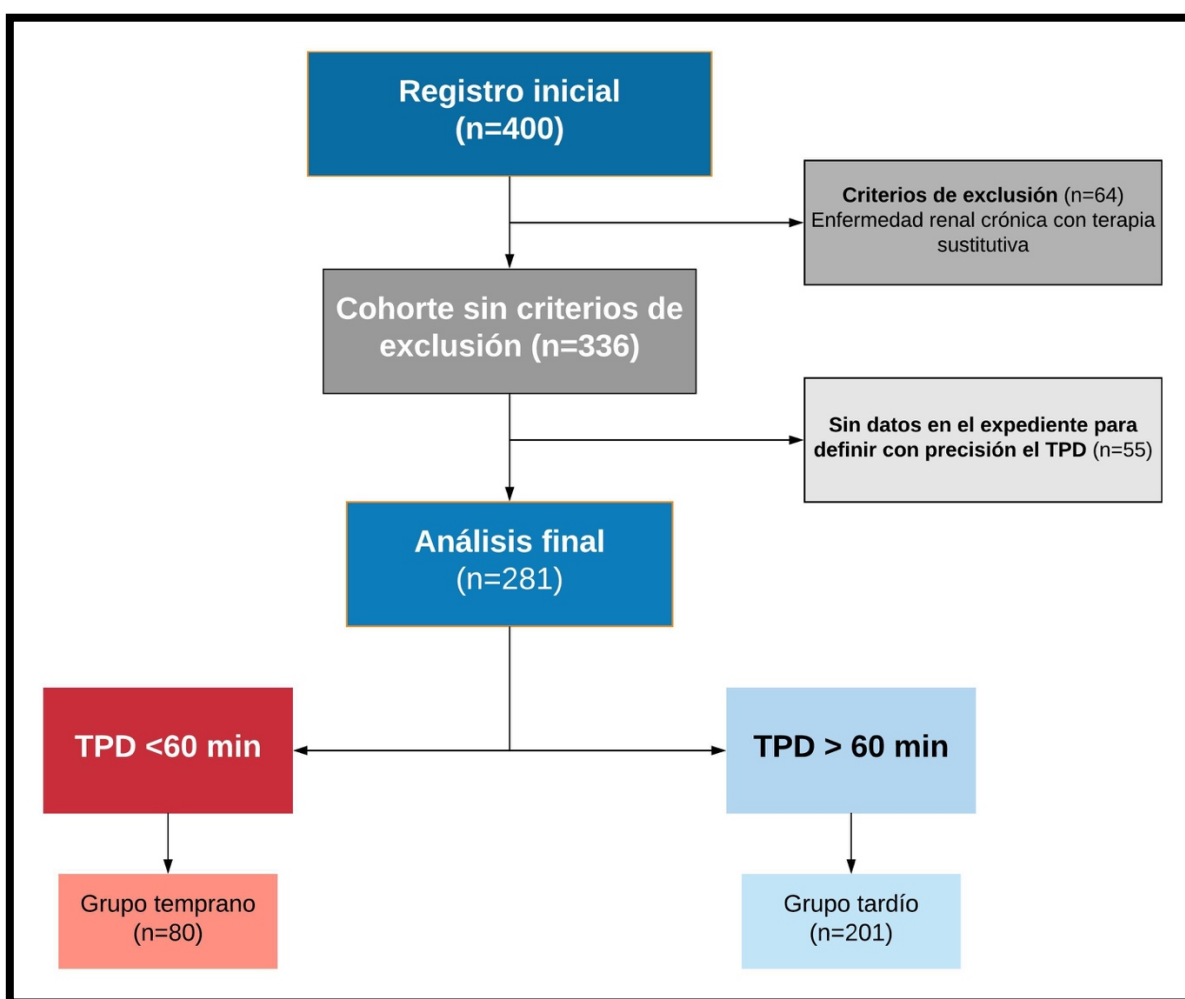 Registro inicial
(n=400)
Criterios de exclusión (n=64)
Enfermedad renal crónica con terapia
sustitutiva
Cohorte sin criterios de
exclusión (n=336)
Sin datos en el expediente para
definir con precisión el TPD (n=55)
Análisis final
(n=281)
TPD <60 min
TPD > 60 min
Grupo temprano
(n=80)
Grupo tardío
(n=201)